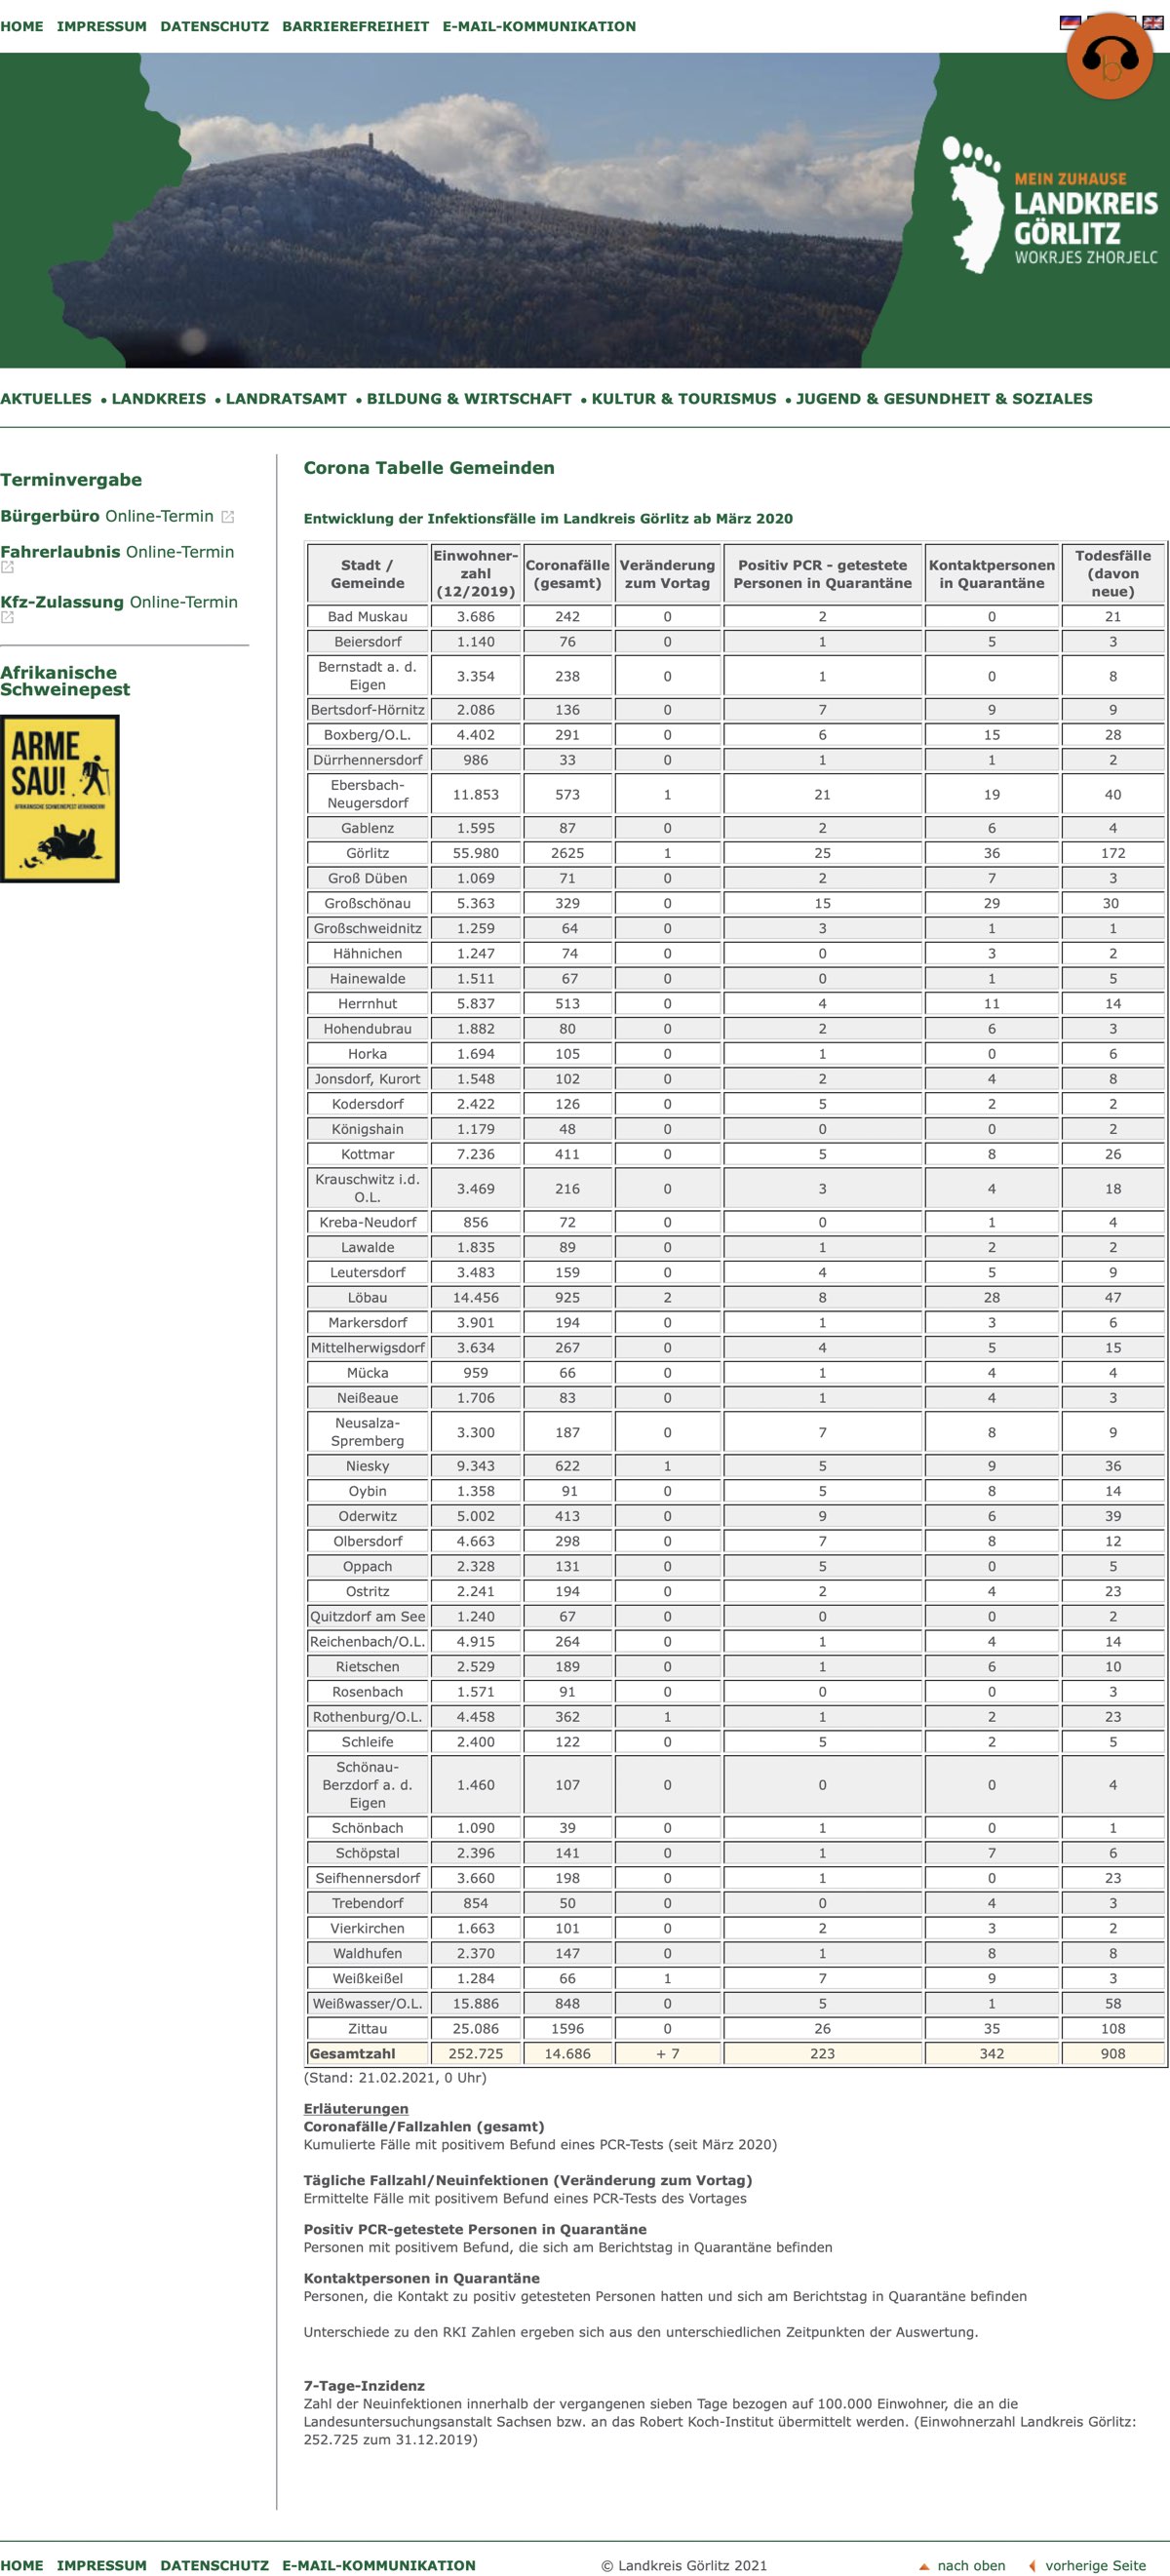 HOME IMPRESSUM DATENSCHUTZ BARRIEREFREIHEIT E-MAIL-KOMMUNIKATION
MEIN ZUHAUSE
LANDKREIS
GÖRLITZ
WOKRJES ZHORJELC
AKTUELLES • LANDKREIS • LANDRATSAMT • BILDUNG & WIRTSCHAFT • KULTUR & TOURISMUS • JUGEND & GESUNDHEIT & SOZIALES
Terminvergabe
Bürgerbüro Online-Termin
Fahrerlaubnis Online-Termin
Kfz-Zulassung Online-Termin
Afrikanische
Schweinepest
ARME
SAU!
AFRIKANISCHE SCHWEINEPEST VERHINDERN!
Corona Tabelle Gemeinden
Entwicklung der Infektionsfälle im Landkreis Görlitz ab März 2020
Stadt / Gemeinde Einwohner-zahl (12/2019) Coronafälle (gesamt) Veränderung zum Vortag Positiv PCR - getestete Personen in Quarantäne Kontaktpersonen in Quarantäne Todesfälle (davon neue)
Bad Muskau 3.686 242 0 2 0 21
Beiersdorf 1.140 76 0 1 5 3
Bernstadt a. d. Eigen 3.354 238 0 1 0 8
Bertsdorf-Hörnitz 2.086 136 0 7 9 9
Boxberg/O.L. 4.402 291 0 6 15 28
Dürrhennersdorf 986 33 0 1 1 2
Ebersbach-Neugersdorf 11.853 573 1 21 19 40
Gablenz 1.595 87 0 2 6 4
Görlitz 55.980 2625 1 25 36 172
Groß Düben 1.069 71 0 2 7 3
Großschönau 5.363 329 0 15 29 30
Großschweidnitz 1.259 64 0 3 1 1
Hähnichen 1.247 74 0 0 3 2
Hainewalde 1.511 67 0 0 1 5
Herrnhut 5.837 513 0 4 11 14
Hohendubrau 1.882 80 0 2 6 3
Horka 1.694 105 0 1 0 6
Jonsdorf, Kurort 1.548 102 0 2 4 8
Kodersdorf 2.422 126 0 5 2 2
Königshain 1.179 48 0 0 0 2
Kottmar 7.236 411 0 5 8 26
Krauschwitz i.d. O.L. 3.469 216 0 3 4 18
Kreba-Neudorf 856 72 0 0 1 4
Lawalde 1.835 89 0 1 2 2
Leutersdorf 3.483 159 0 4 5 9
Löbau 14.456 925 2 8 28 47
Markersdorf 3.901 194 0 1 3 6
Mittelherwigsdorf 3.634 267 0 4 5 15
Mücka 959 66 0 1 4 4
Neißeaue 1.706 83 0 1 4 3
Neusalza-Spremberg 3.300 187 0 7 8 9
Niesky 9.343 622 1 5 9 36
Oybin 1.358 91 0 5 8 14
Oderwitz 5.002 413 0 9 6 39
Olbersdorf 4.663 298 0 7 8 12
Oppach 2.328 131 0 5 0 5
Ostritz 2.241 194 0 2 4 23
Quitzdorf am See 1.240 67 0 0 0 2
Reichenbach/O.L. 4.915 264 0 1 4 14
Rietschen 2.529 189 0 1 6 10
Rosenbach 1.571 91 0 0 0 3
Rothenburg/O.L. 4.458 362 1 1 2 23
Schleife 2.400 122 0 5 2 5
Schönau-Berzdorf a. d. Eigen 1.460 107 0 0 0 4
Schönbach 1.090 39 0 1 0 1
Schöpstal 2.396 141 0 1 7 6
Seifhennersdorf 3.660 198 0 1 0 23
Trebendorf 854 50 0 0 4 3
Vierkirchen 1.663 101 0 2 3 2
Waldhufen 2.370 147 0 1 8 8
Weißkeißel 1.284 66 1 7 9 3
Weißwasser/O.L. 15.886 848 0 5 1 58
Zittau 25.086 1596 0 26 35 108
Gesamtzahl 252.725 14.686 + 7 223 342 908
(Stand: 21.02.2021, 0 Uhr)
Erläuterungen
Coronafälle/Fallzahlen (gesamt)
Kumulierte Fälle mit positivem Befund eines PCR-Tests (seit März 2020)
Tägliche Fallzahl/Neuinfektionen (Veränderung zum Vortag)
Ermittelte Fälle mit positivem Befund eines PCR-Tests des Vortages
Positiv PCR-getestete Personen in Quarantäne
Personen mit positivem Befund, die sich am Berichtstag in Quarantäne befinden
Kontaktpersonen in Quarantäne
Personen, die Kontakt zu positiv getesteten Personen hatten und sich am Berichtstag in Quarantäne befinden
Unterschiede zu den RKI Zahlen ergeben sich aus den unterschiedlichen Zeitpunkten der Auswertung.
7-Tage-Inzidenz
Zahl der Neuinfektionen innerhalb der vergangenen sieben Tage bezogen auf 100.000 Einwohner, die an die
Landesuntersuchungsanstalt Sachsen bzw. an das Robert Koch-Institut übermittelt werden. (Einwohnerzahl Landkreis Görlitz:
252.725 zum 31.12.2019)
HOME IMPRESSUM DATENSCHUTZ E-MAIL-KOMMUNIKATION © Landkreis Görlitz 2021 nach oben vorherige Seite